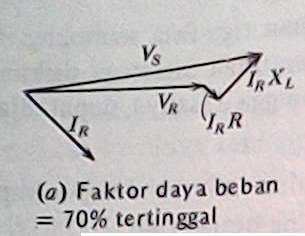 V_S
I_R X_L
V_R
I_R R
I_R
(a) Faktor daya beban
= 70% tertinggal